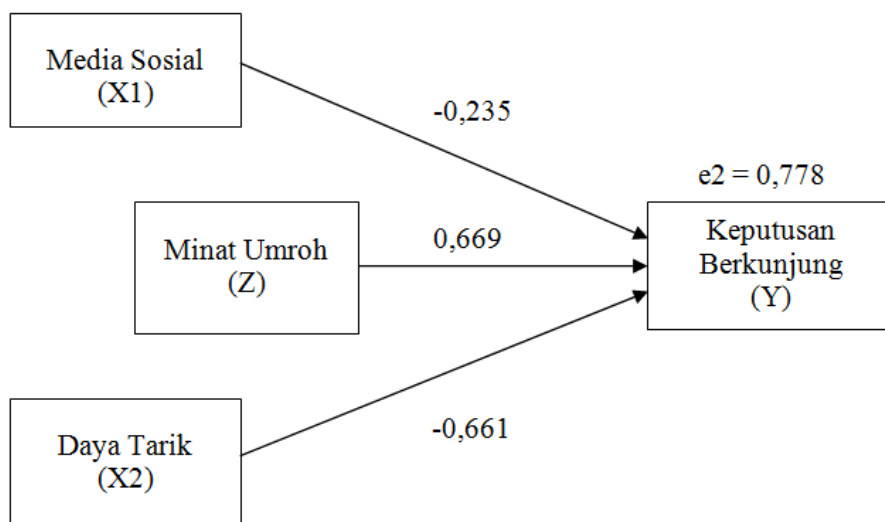 Media Sosial
(X1)
-0,235
e2 = 0,778
Minat Umroh
(Z)
0,669
Keputusan
Berkunjung
(Y)
Daya Tarik
(X2)
-0,661